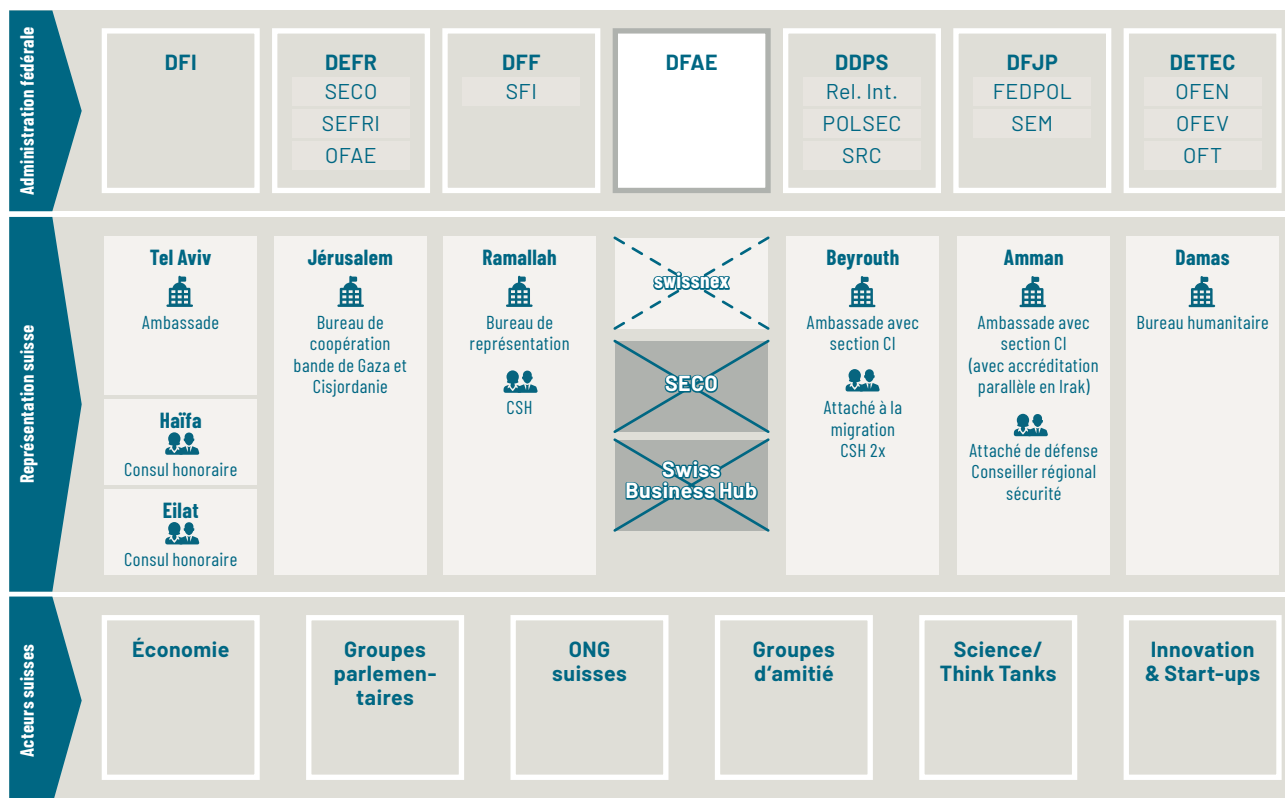 Administration fédérale
DFI
DEFR
SECO
SEFRI
OFAE
DFF
SFI
DFAE
DDPS
Rel. Int.
POLSEC
SRC
DFJP
FEDPOL
SEM
DETEC
OFEN
OFEV
OFT
Représentation suisse
Tel Aviv
Ambassade
Haïfa
Consul honoraire
Eilat
Consul honoraire
Jérusalem
Bureau de
coopération
bande de Gaza et
Cisjordanie
Ramallah
Bureau de
représentation
CSH
swissnex
SECO
Swiss
Business Hub
Beyrouth
Ambassade avec
section CI
Attaché à la
migration
CSH 2x
Amman
Ambassade avec
section CI
(avec accréditation
parallèle en Irak)
Attaché de défense
Conseiller régional
sécurité
Damas
Bureau humanitaire
Acteurs suisses
Économie
Groupes
parlemen-
taires
ONG
suisses
Groupes
d’amitié
Science/
Think Tanks
Innovation
& Start-ups